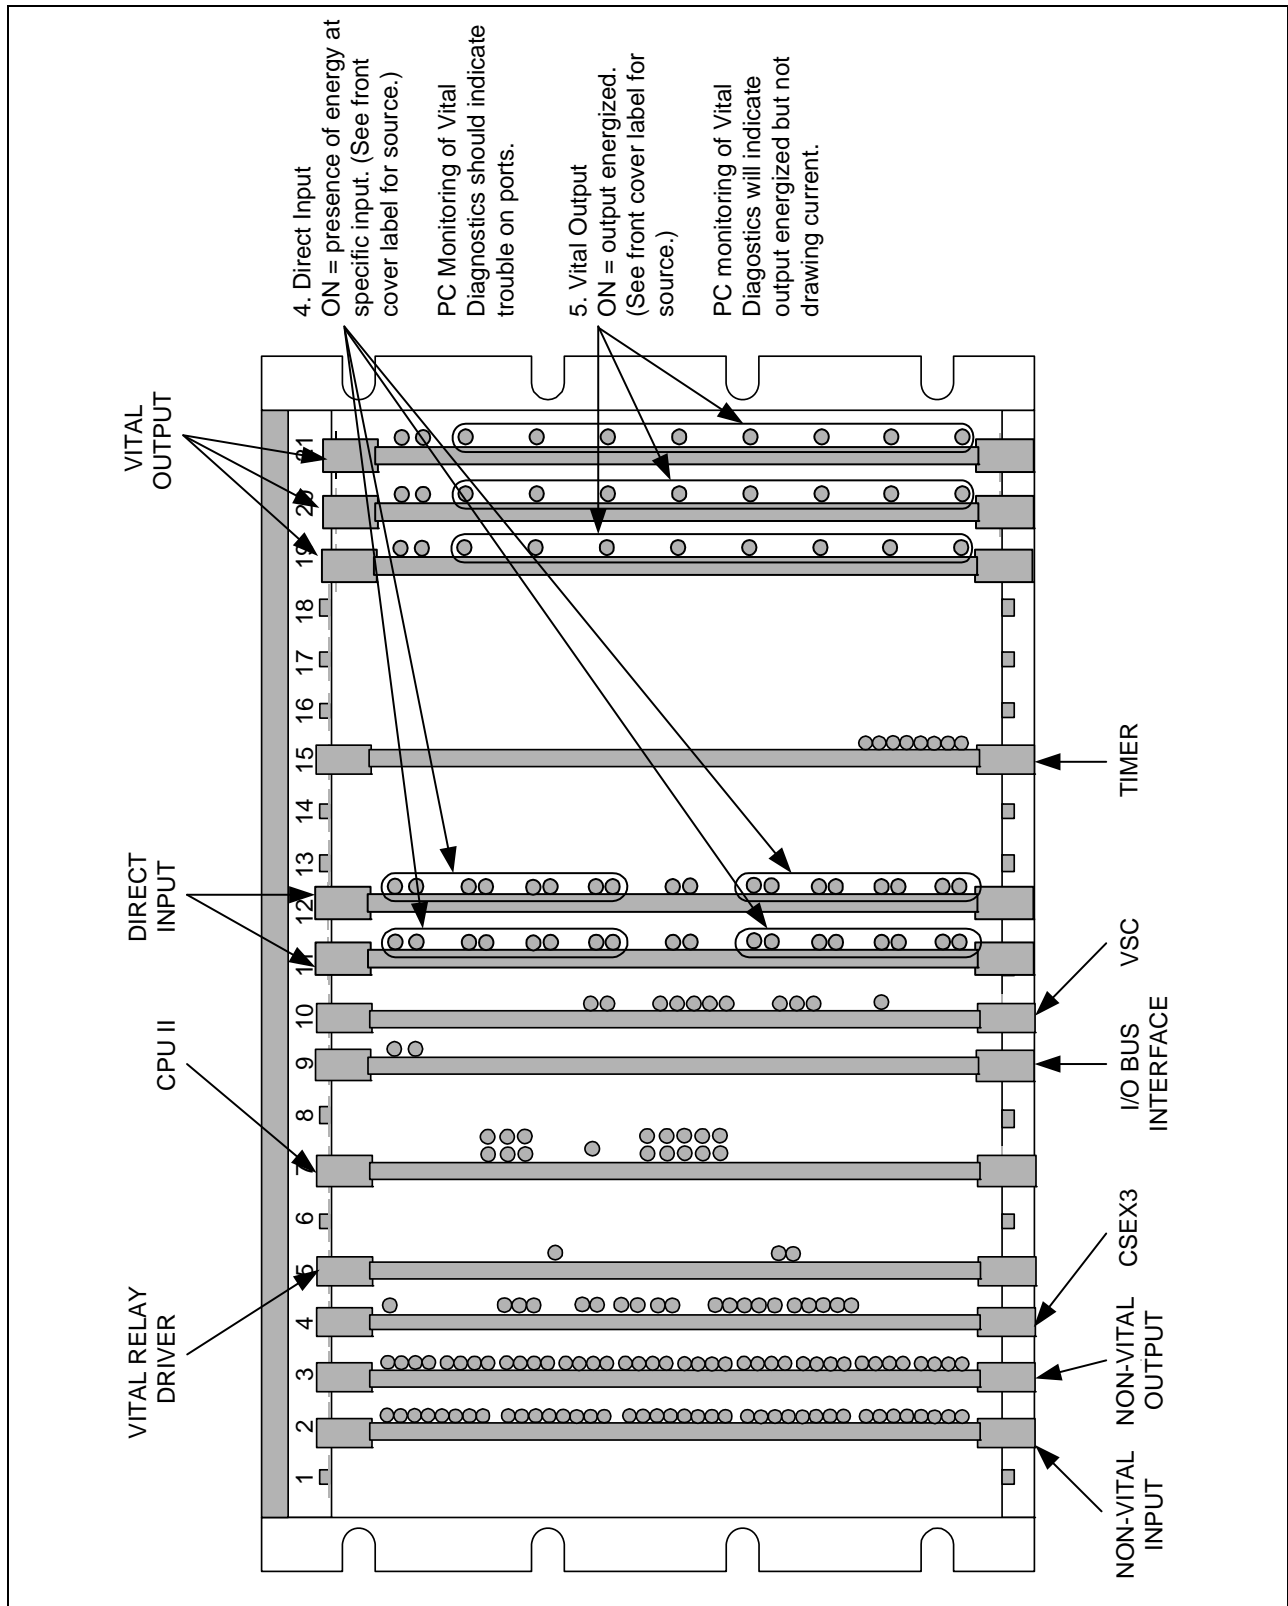 VITAL RELAY
DRIVER
CPU II
DIRECT
INPUT
VITAL
OUTPUT
1
2
3
4
5
6
7
8
9
10
11
12
13
14
15
16
17
18
19
20
21
NON-VITAL
INPUT
NON-VITAL
OUTPUT
CSEX3
I/O BUS
INTERFACE
VSC
TIMER
4. Direct Input
ON = presence of energy at
specific input. (See front
cover label for source.)
PC Monitoring of Vital
Diagnostics should indicate
trouble on ports.
5. Vital Output
ON = output energized.
(See front cover label for
source.)
PC monitoring of Vital
Diagostics will indicate
output energized but not
drawing current.